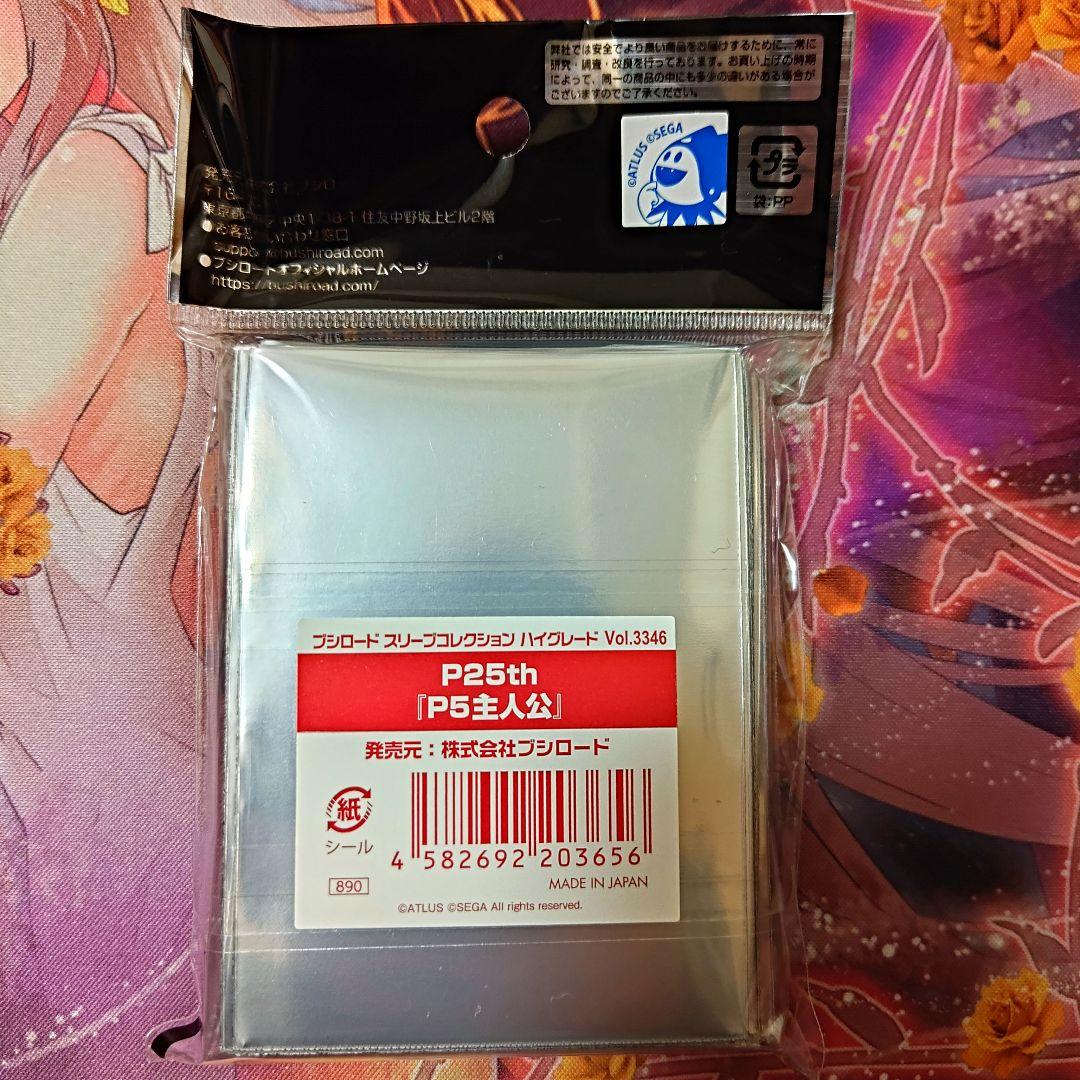 弊社では安全でより良い商品をお届けするために、常に
研究・調査・改良を行っております。お買い上げの時期
によって、同一の商品の中にも多少の違いがある場合が
ございますのでご了承ください。
©ATLUS ©SEGA
プラ
袋:PP
住友中野坂上ビル2階
●お客
@bushiroad.com
●ブシロードオフィシャルホームページ
https://bushiroad.com/
ブシロード スリーブコレクション ハイグレード Vol.3346
P25th
『P5主人公』
発売元:株式会社ブシロード
紙
シール
4 582692 203656
890
MADE IN JAPAN
©ATLUS ©SEGA All rights reserved.